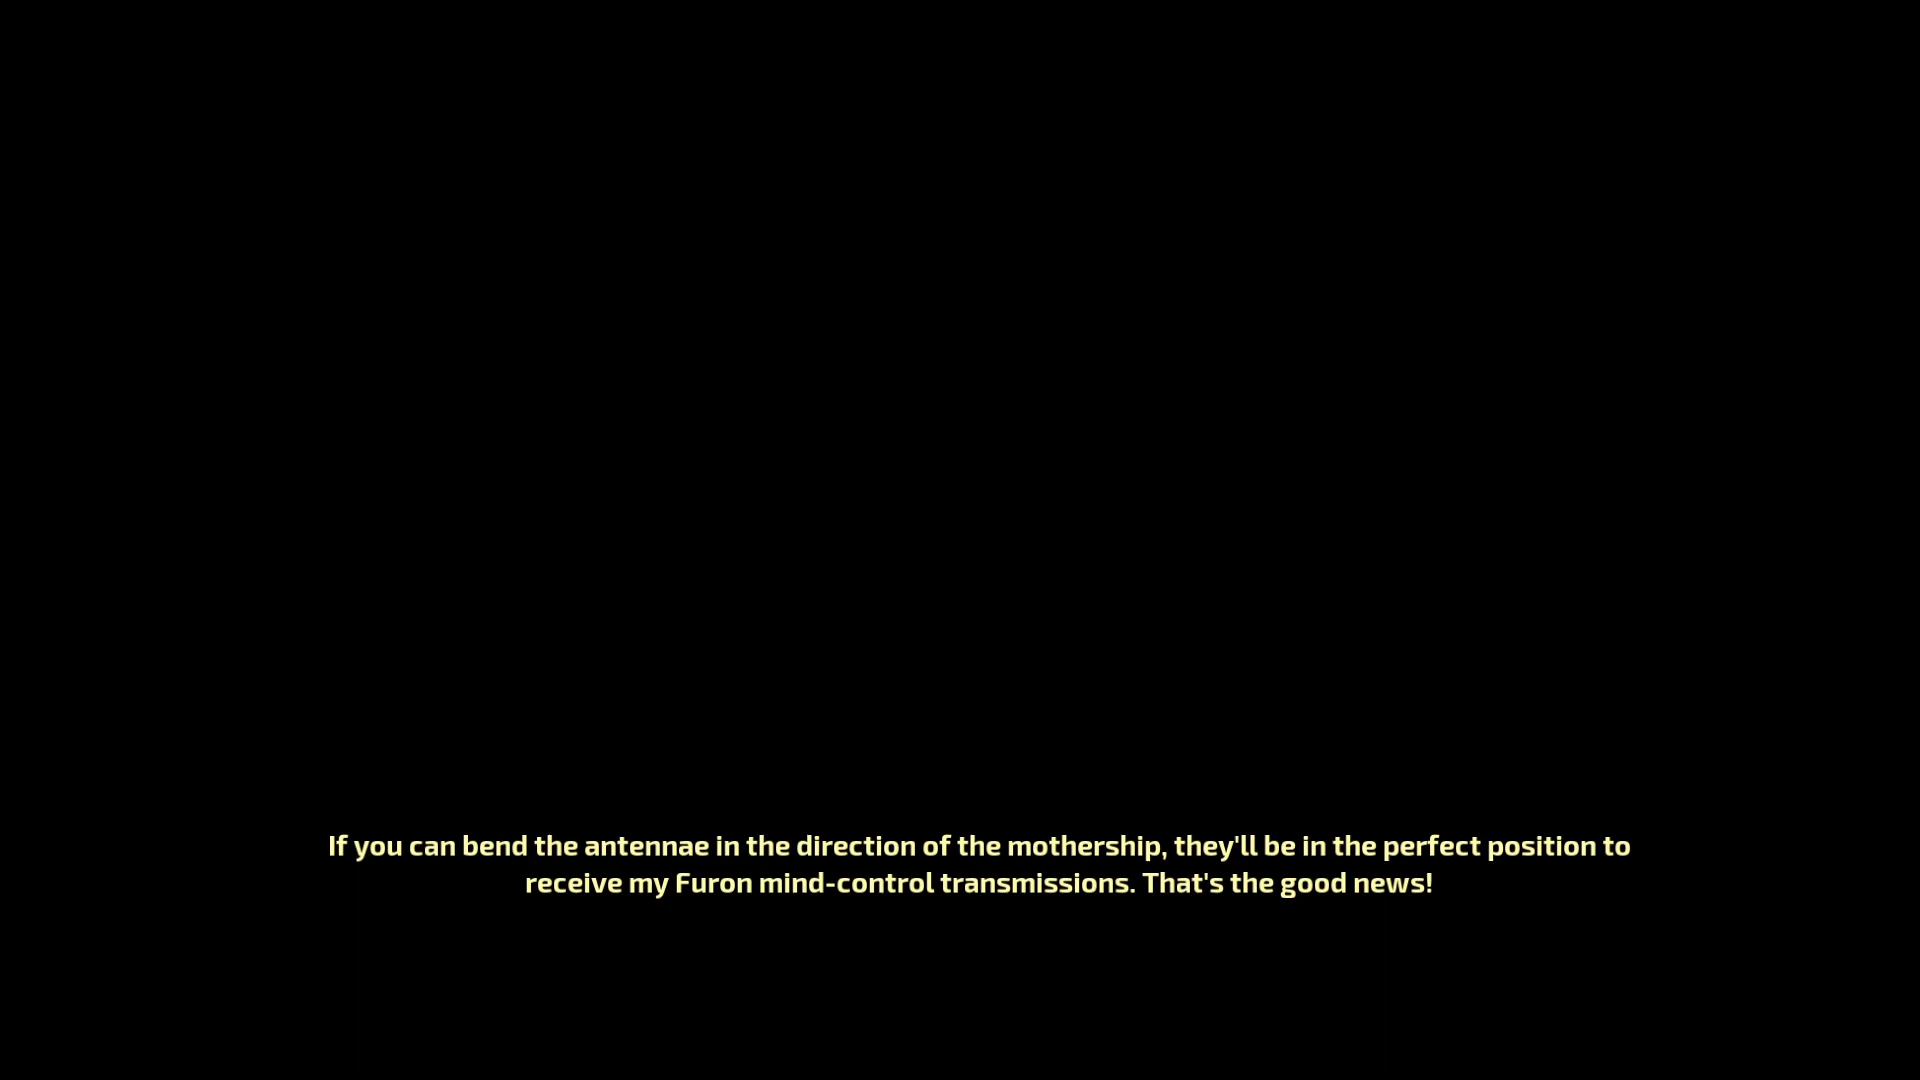 If you can bend the antennae in the direction of the mothership, they'll be in the perfect position to
receive my Furon mind-control transmissions. That's the good news!